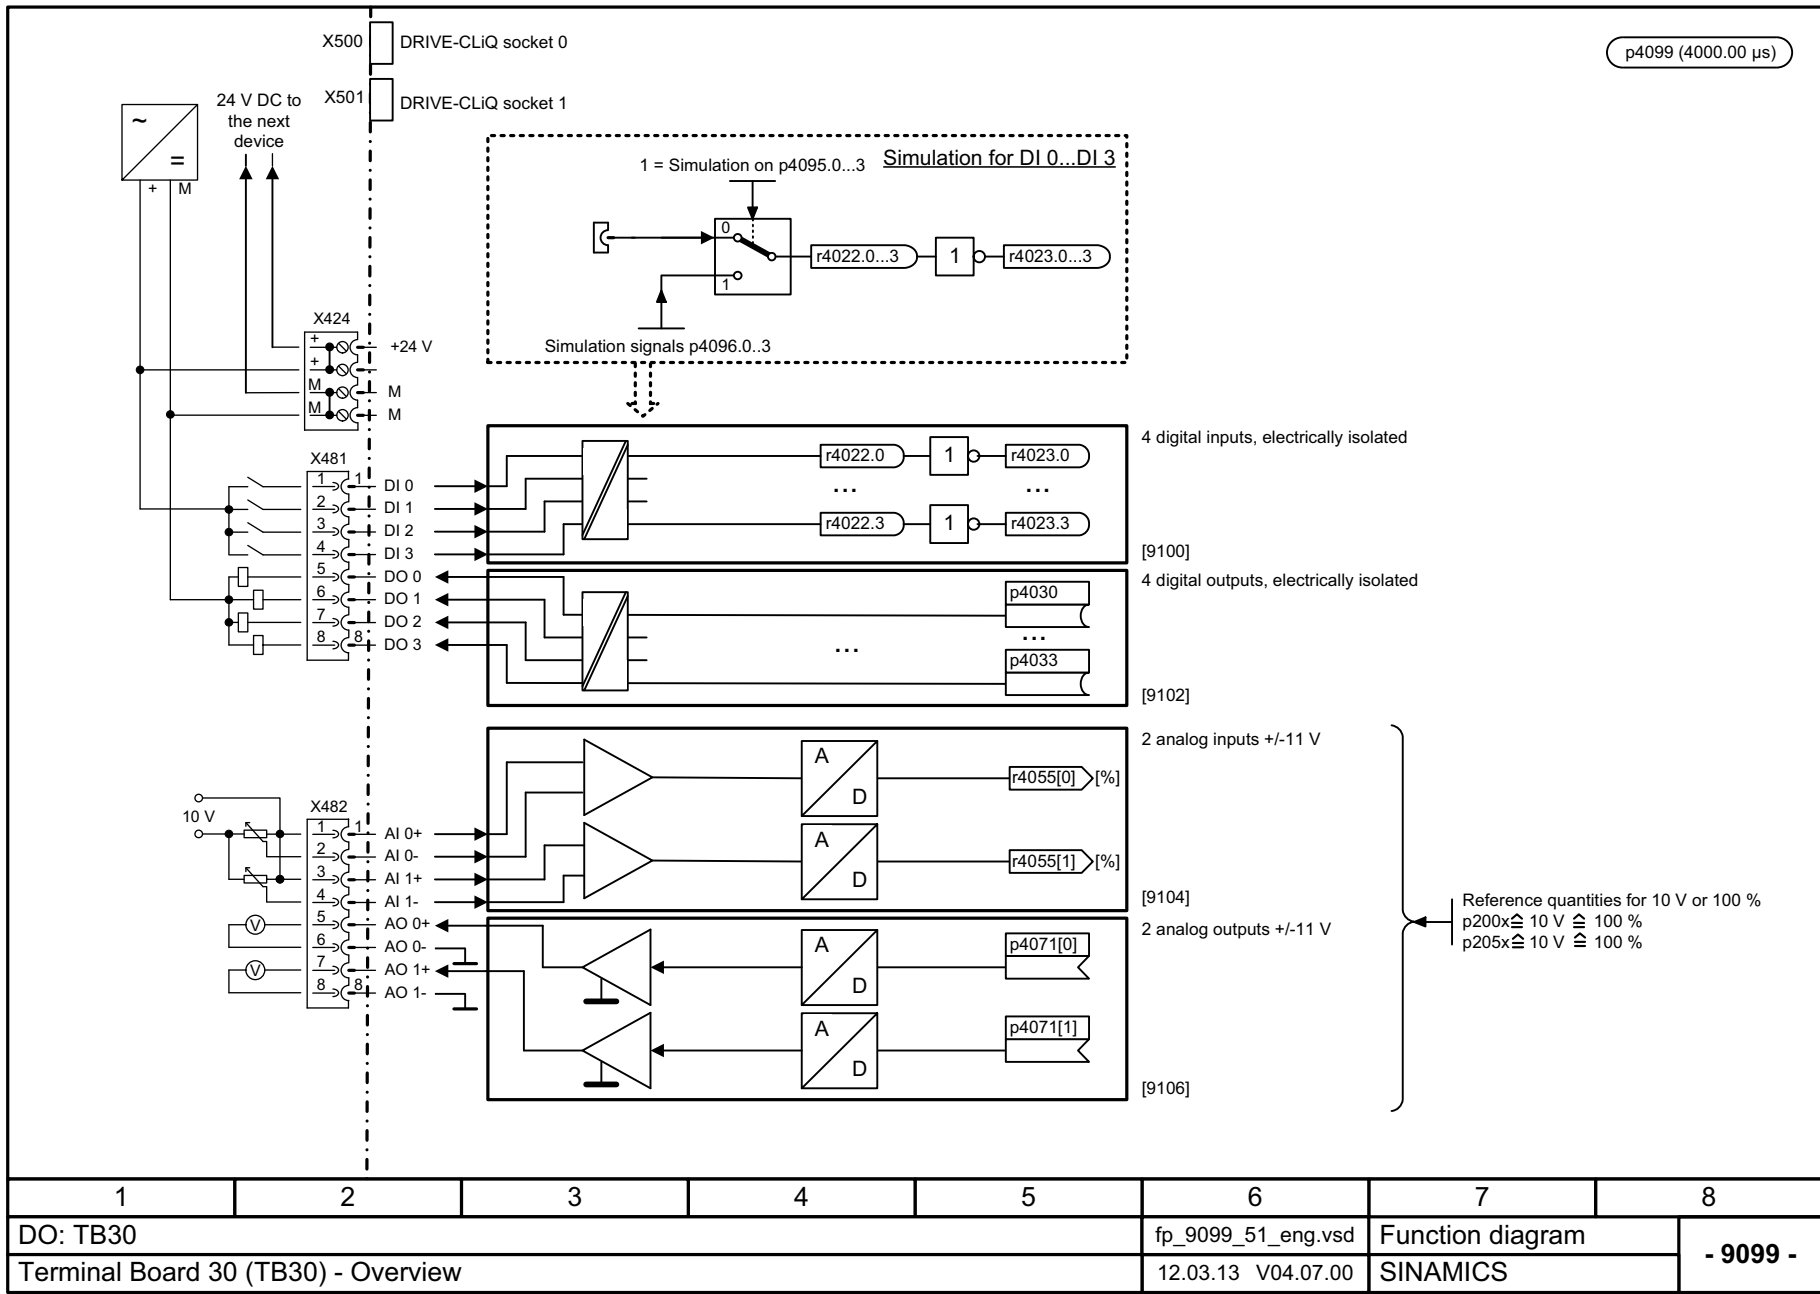 X500
DRIVE-CLiQ socket 0
p4099 (4000.00 µs)
X501
DRIVE-CLiQ socket 1
24 V DC to
the next
device
~
=
+ M
Simulation for DI 0...DI 3
1 = Simulation on p4095.0...3
0
1
r4022.0...3
1
r4023.0...3
Simulation signals p4096.0..3
X424
+
+24 V
+
M
M
M
M
4 digital inputs, electrically isolated
r4022.0
1
r4023.0
...
...
r4022.3
1
r4023.3
[9100]
X481
1 1 DI 0
2 DI 1
3 DI 2
4 DI 3
5 DO 0
6 DO 1
7 DO 2
8 8 DO 3
4 digital outputs, electrically isolated
p4030
...
...
p4033
[9102]
2 analog inputs +/-11 V
A
D
r4055[0]
[%]
A
D
r4055[1]
[%]
[9104]
10 V
X482
1 1 AI 0+
2 AI 0-
3 AI 1+
4 AI 1-
V
5 AO 0+
6 AO 0-
V
7 AO 1+
8 8 AO 1-
2 analog outputs +/-11 V
A
D
p4071[0]
A
D
p4071[1]
[9106]
Reference quantities for 10 V or 100 %
p200x≙ 10 V ≙ 100 %
p205x≙ 10 V ≙ 100 %
1 2 3 4 5 6 7 8
DO: TB30
fp_9099_51_eng.vsd
Function diagram
- 9099 -
Terminal Board 30 (TB30) - Overview
12.03.13 V04.07.00
SINAMICS